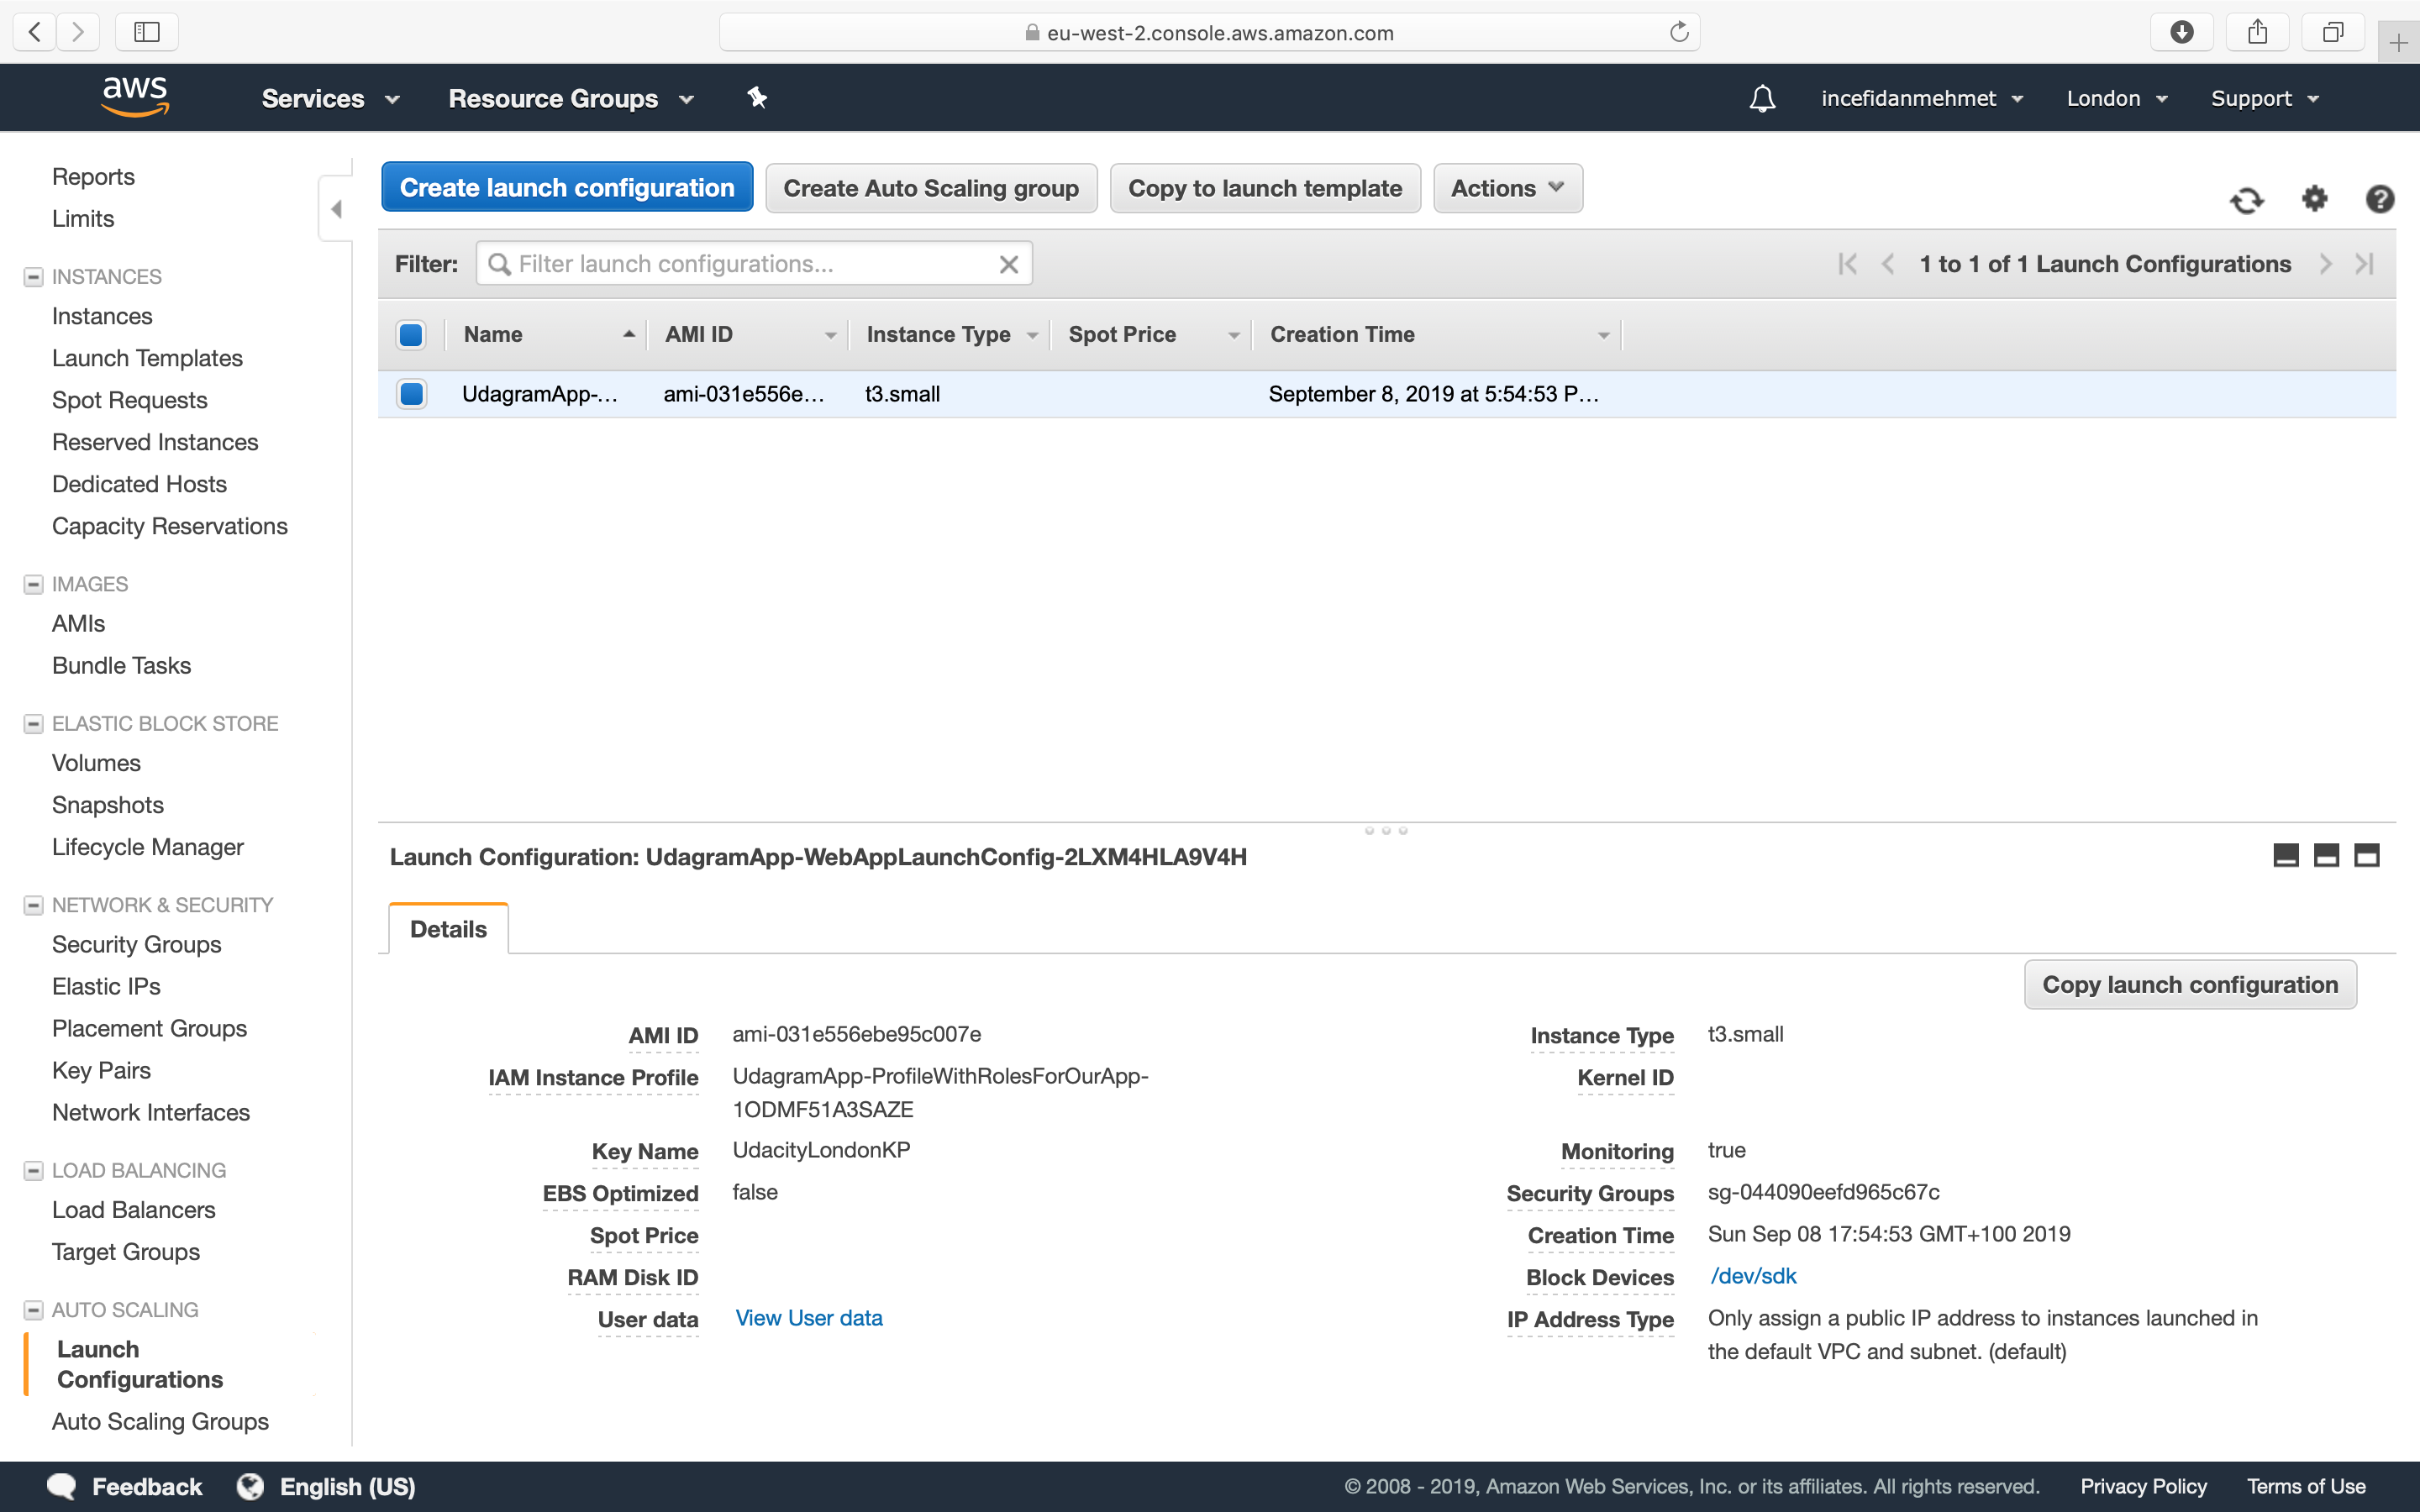 eu-west-2.console.aws.amazon.com
aws
Services
Resource Groups
incefidanmehmet
London
Support
Reports
Limits
INSTANCES
Instances
Launch Templates
Spot Requests
Reserved Instances
Dedicated Hosts
Capacity Reservations
IMAGES
AMIs
Bundle Tasks
ELASTIC BLOCK STORE
Volumes
Snapshots
Lifecycle Manager
NETWORK & SECURITY
Security Groups
Elastic IPs
Placement Groups
Key Pairs
Network Interfaces
LOAD BALANCING
Load Balancers
Target Groups
AUTO SCALING
Launch
Configurations
Auto Scaling Groups
Create launch configuration
Create Auto Scaling group
Copy to launch template
Actions
Filter:
Filter launch configurations...
1 to 1 of 1 Launch Configurations
Name
AMI ID
Instance Type
Spot Price
Creation Time
UdagramApp-...
ami-031e556e...
t3.small
September 8, 2019 at 5:54:53 P...
Launch Configuration: UdagramApp-WebAppLaunchConfig-2LXM4HLA9V4H
Details
Copy launch configuration
AMI ID ami-031e556ebe95c007e
IAM Instance Profile UdagramApp-ProfileWithRolesForOurApp-
1ODMF51A3SAZE
Key Name UdacityLondonKP
EBS Optimized false
Spot Price
RAM Disk ID
User data View User data
Instance Type t3.small
Kernel ID
Monitoring true
Security Groups sg-044090eefd965c67c
Creation Time Sun Sep 08 17:54:53 GMT+100 2019
Block Devices /dev/sdk
IP Address Type Only assign a public IP address to instances launched in
the default VPC and subnet. (default)
Feedback
English (US)
© 2008 - 2019, Amazon Web Services, Inc. or its affiliates. All rights reserved.
Privacy Policy
Terms of Use